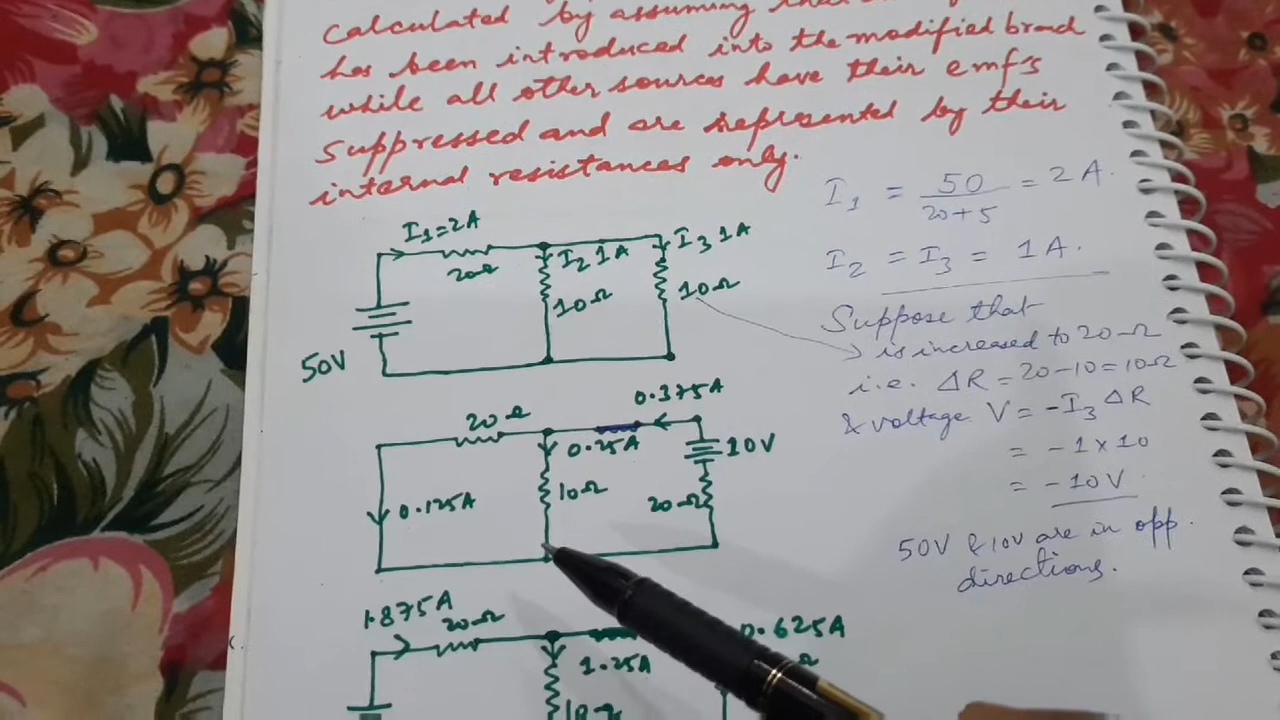 calculated by assuming
has been introduced into the modified branch
while all other sources have their emf's
suppressed and are represented by their
internal resistances only.
I₁ = 50 / 20+5 = 2 A.
I₂ = I₃ = 1 A.
I₁=2A
20Ω
I₂ 1A
10Ω
I₃ 1A
10Ω
50V
Suppose that
is increased to 20Ω
i.e. ΔR = 20-10=10Ω
& voltage V = -I₃ ΔR
= -1×10
= -10V
50V & 10V are in opp.
directions.
20Ω
0.375A
0.25A
10V
0.125A
10Ω
20Ω
1.875A
20Ω
1.25A
0.625A
10Ω